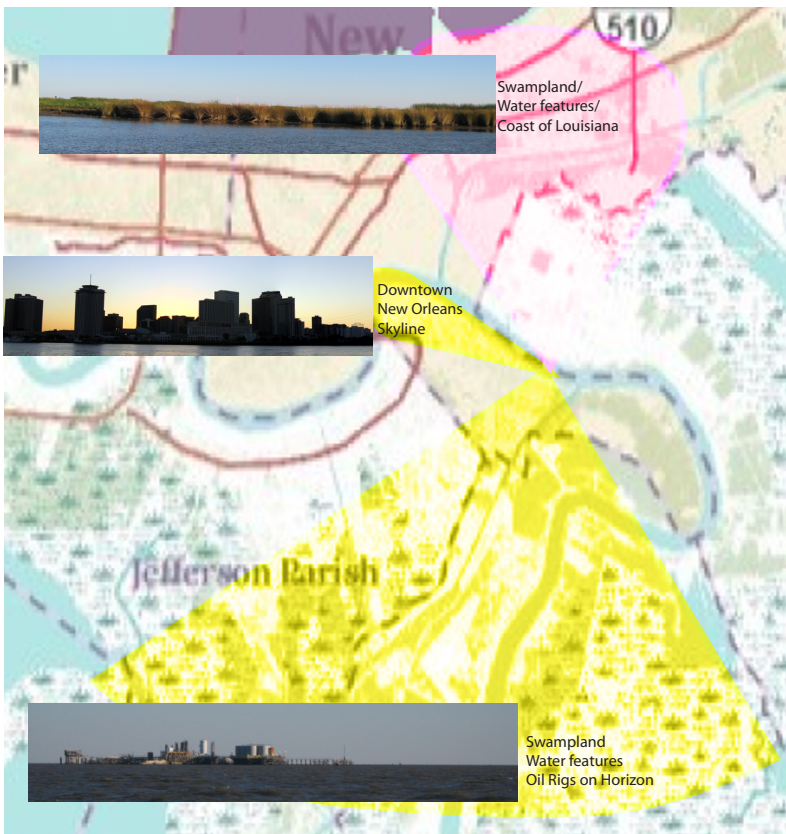 New
510
er
Swampland/
Water features/
Coast of Louisiana
Downtown
New Orleans
Skyline
Jefferson Parish
Swampland
Water features
Oil Rigs on Horizon